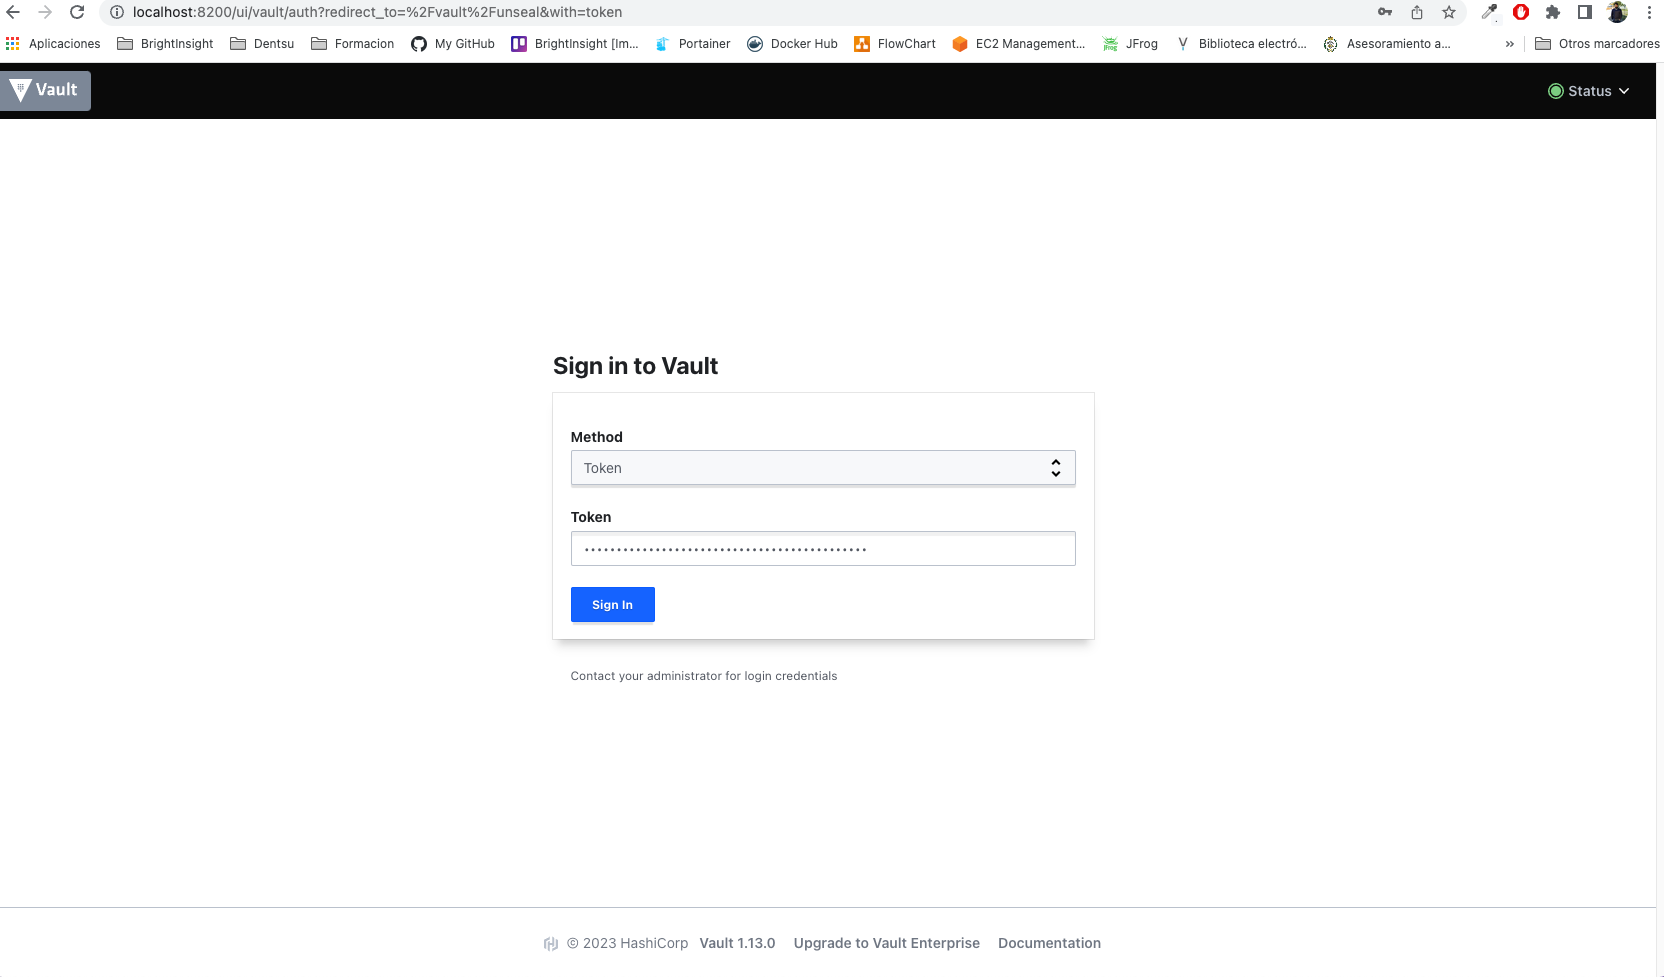 localhost:8200/ui/vault/auth?redirect_to=%2Fvault%2Funseal&with=token
Aplicaciones BrightInsight Dentsu Formacion My GitHub BrightInsight [Im... Portainer Docker Hub FlowChart EC2 Management... JFrog Biblioteca electró... Asesoramiento a... » Otros marcadores
Vault Status
Sign in to Vault
Method
Token
Token
••••••••••••••••••••••••••••••••••••••••••••
Sign In
Contact your administrator for login credentials
© 2023 HashiCorp Vault 1.13.0 Upgrade to Vault Enterprise Documentation